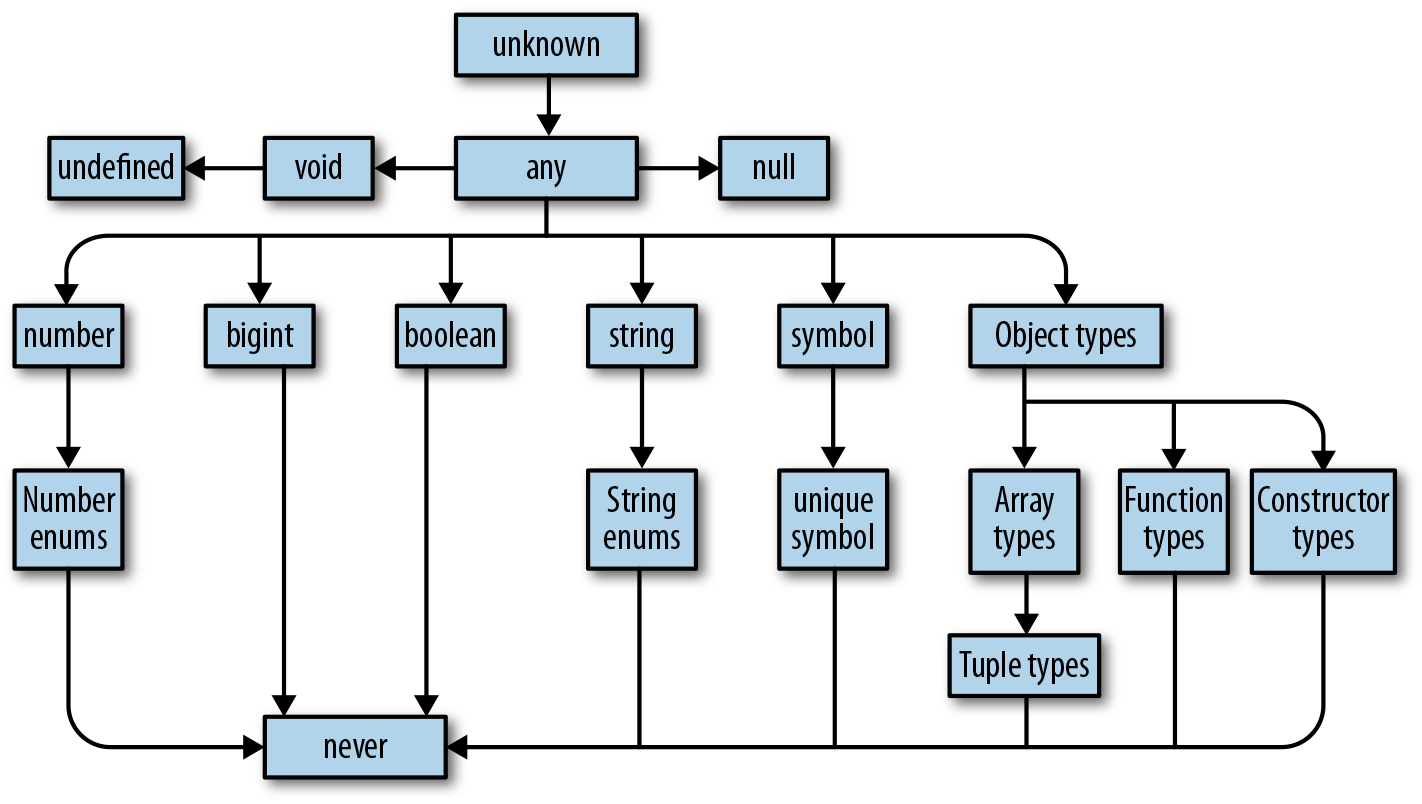 unknown
undefined
void
any
null
number
bigint
boolean
string
symbol
Object types
Number
enums
String
enums
unique
symbol
Array
types
Function
types
Constructor
types
Tuple types
never